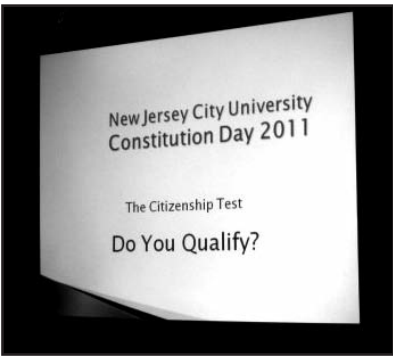 New Jersey City University
Constitution Day 2011
The Citizenship Test
Do You Qualify?